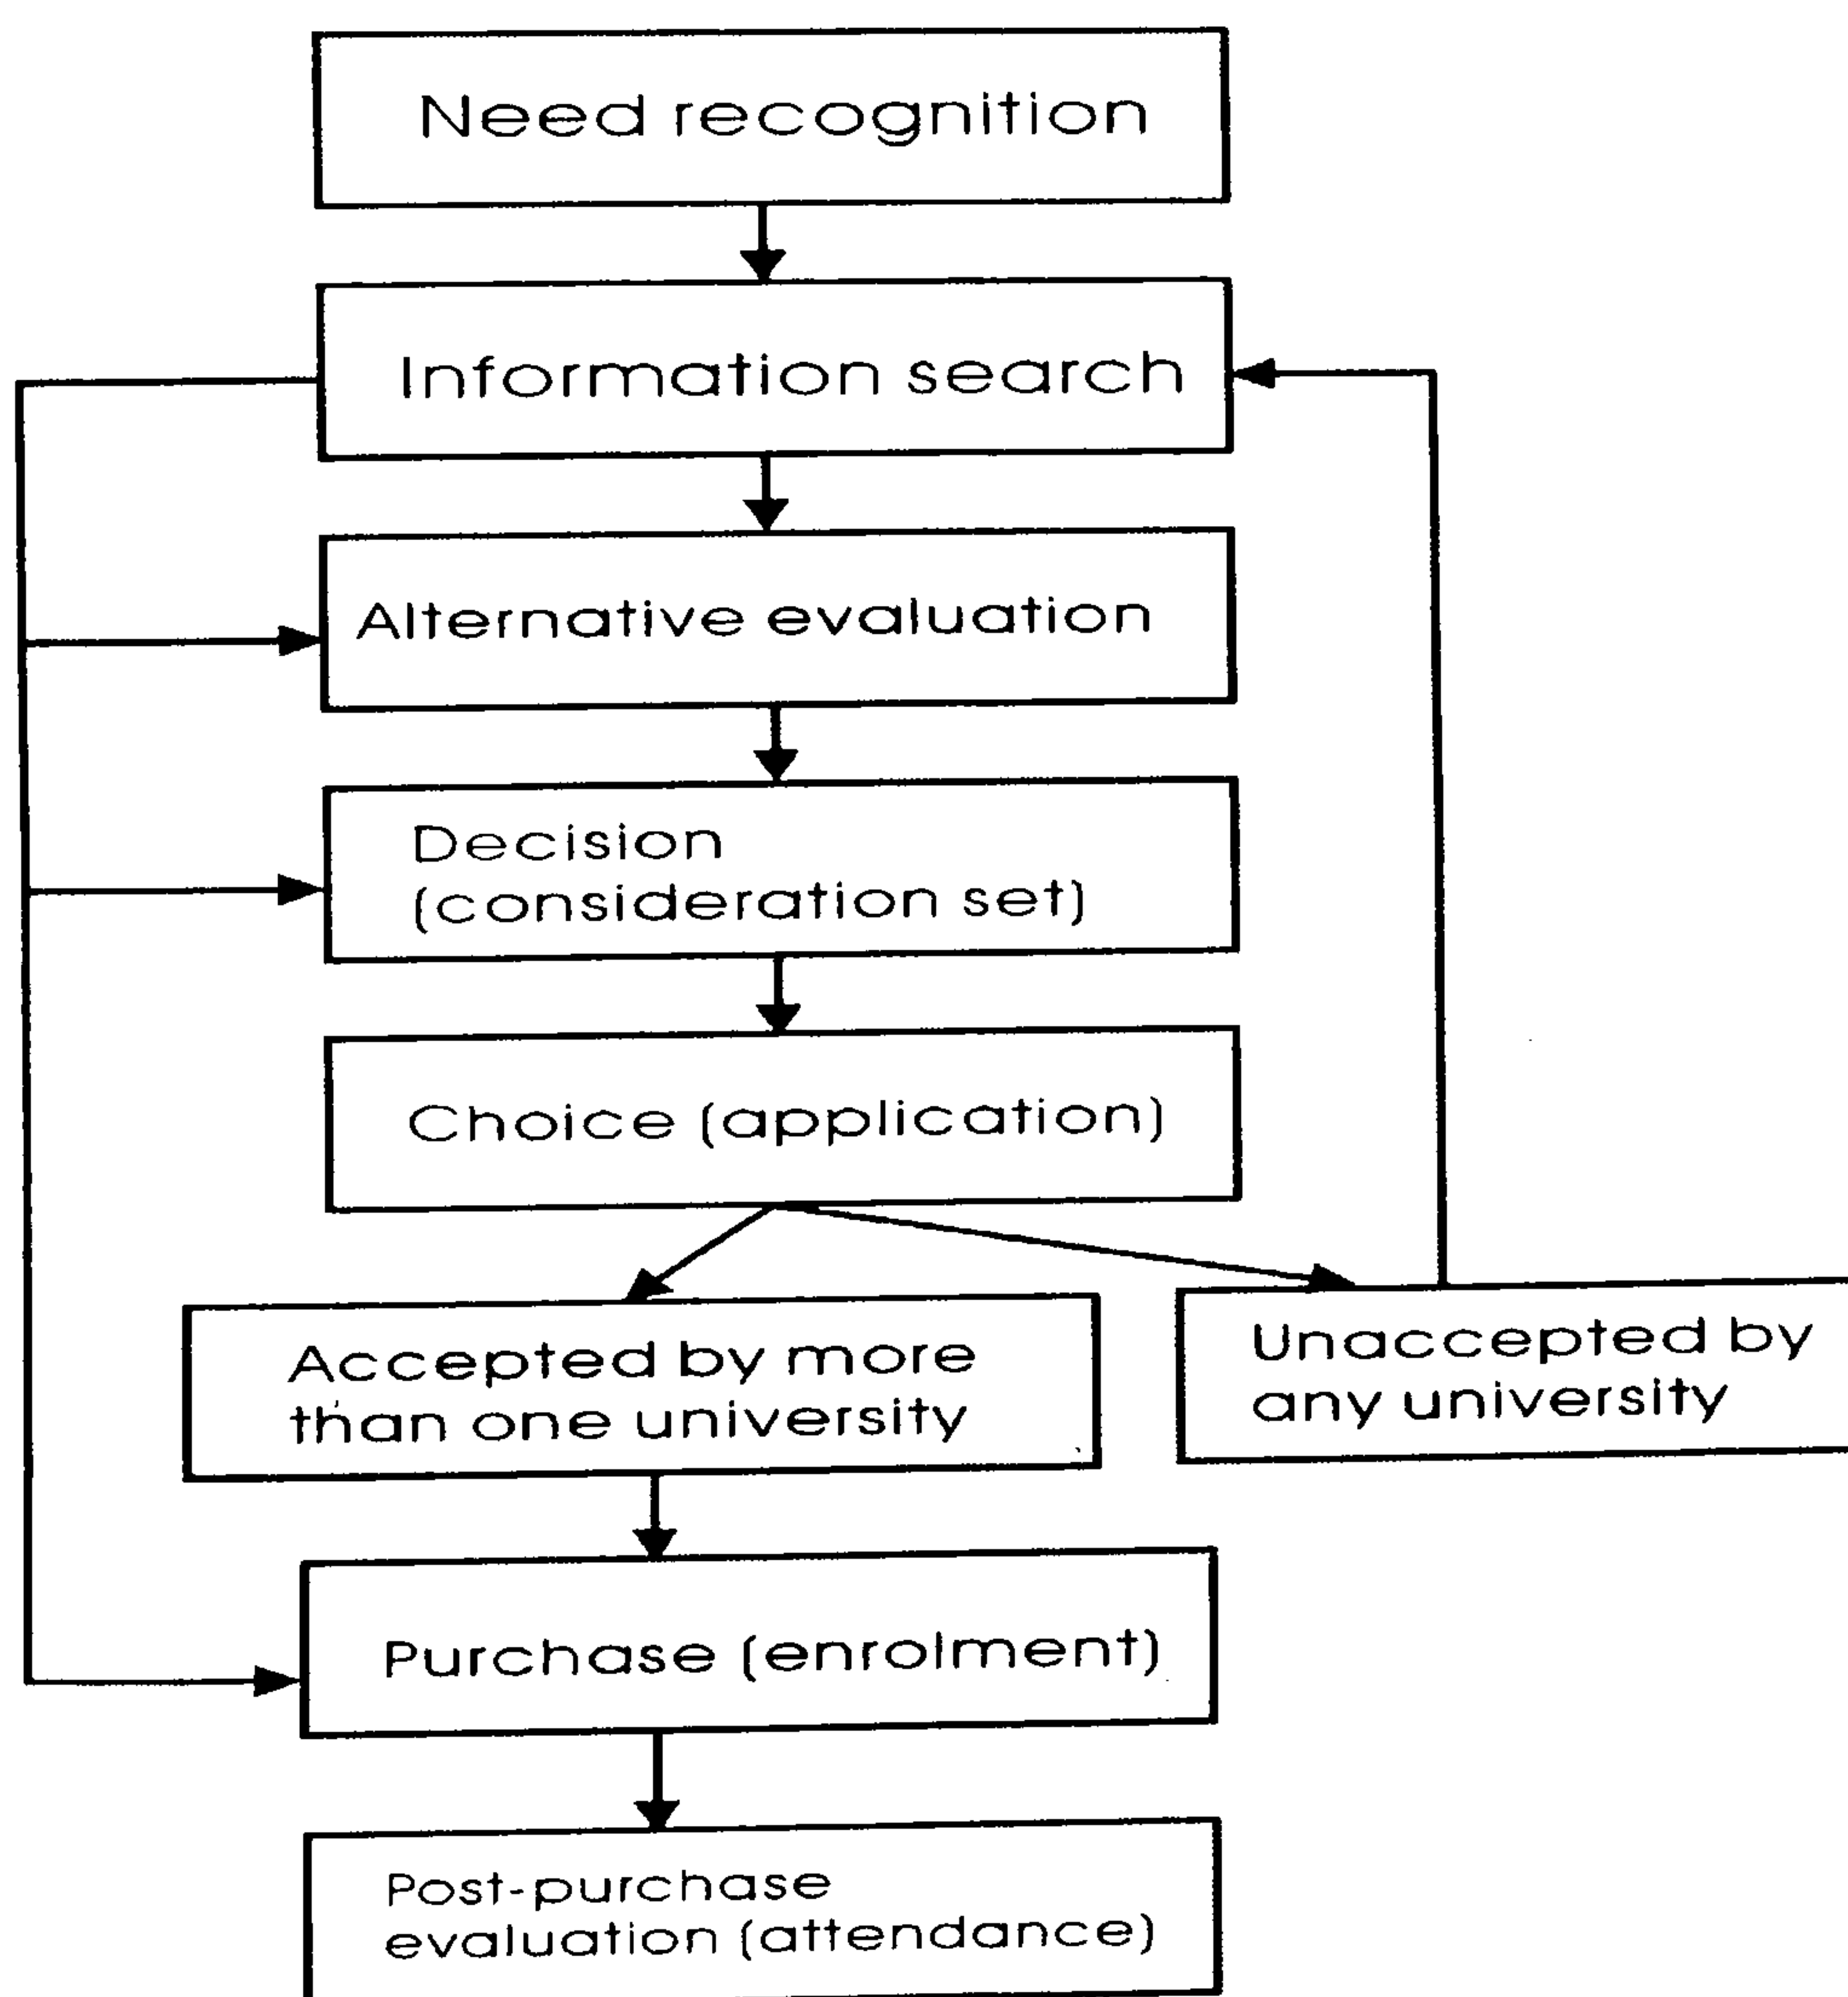 Need recognition
Information search
Alternative evaluation
Decision
(consideration set)
Choice (application)
Accepted by more
than one university
Unaccepted by
any university
Purchase (enrolment)
Post-purchase
evaluation (attendance)